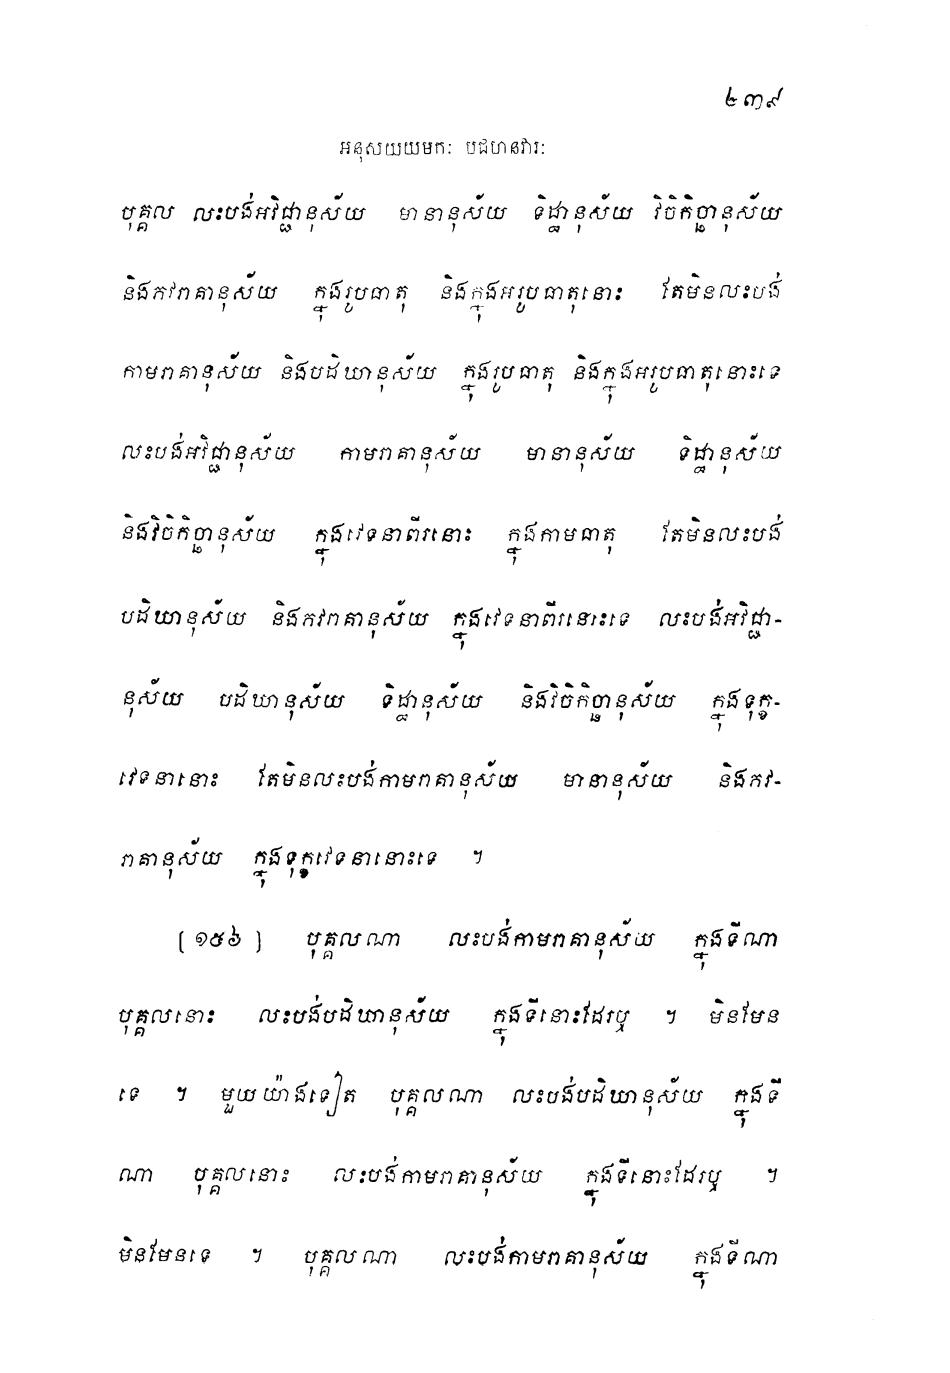 ២៣៩
អនុសយយមកៈ បជហនវារៈ
បុគ្គល លះបង់អវិជ្ជានុស័យ មានានុស័យ ទិដ្ឋានុស័យ វិចិកិច្ឆានុស័យ
និងភវរាគានុស័យ ក្នុងរូបធាតុ និងក្នុងអរូបធាតុនោះ តែមិនលះបង់
កាមរាគានុស័យ និងបដិឃានុស័យ ក្នុងរូបធាតុ និងក្នុងអរូបធាតុនោះទេ
លះបង់អវិជ្ជានុស័យ កាមរាគានុស័យ មានានុស័យ ទិដ្ឋានុស័យ
និងវិចិកិច្ឆានុស័យ ក្នុងវេទនាពីរនោះ ក្នុងកាមធាតុ តែមិនលះបង់
បដិឃានុស័យ និងភវរាគានុស័យ ក្នុងវេទនាពីរនោះទេ លះបង់អវិជ្ជា-
នុស័យ បដិឃានុស័យ ទិដ្ឋានុស័យ និងវិចិកិច្ឆានុស័យ ក្នុងទុក្ខ-
វេទនានោះ តែមិនលះបង់កាមរាគានុស័យ មានានុស័យ និងភវ-
រាគានុស័យ ក្នុងទុក្ខវេទនានោះទេ ។
[ ១៥៦ ] បុគ្គលណា លះបង់កាមរាគានុស័យ ក្នុងទីណា
បុគ្គលនោះ លះបង់បដិឃានុស័យ ក្នុងទីនោះដែរឬ ។ មិនមែន
ទេ ។ មួយយ៉ាងទៀត បុគ្គលណា លះបង់បដិឃានុស័យ ក្នុងទី
ណា បុគ្គលនោះ លះបង់កាមរាគានុស័យ ក្នុងទីនោះដែរឬ ។
មិនមែនទេ ។ បុគ្គលណា លះបង់កាមរាគានុស័យ ក្នុងទីណា